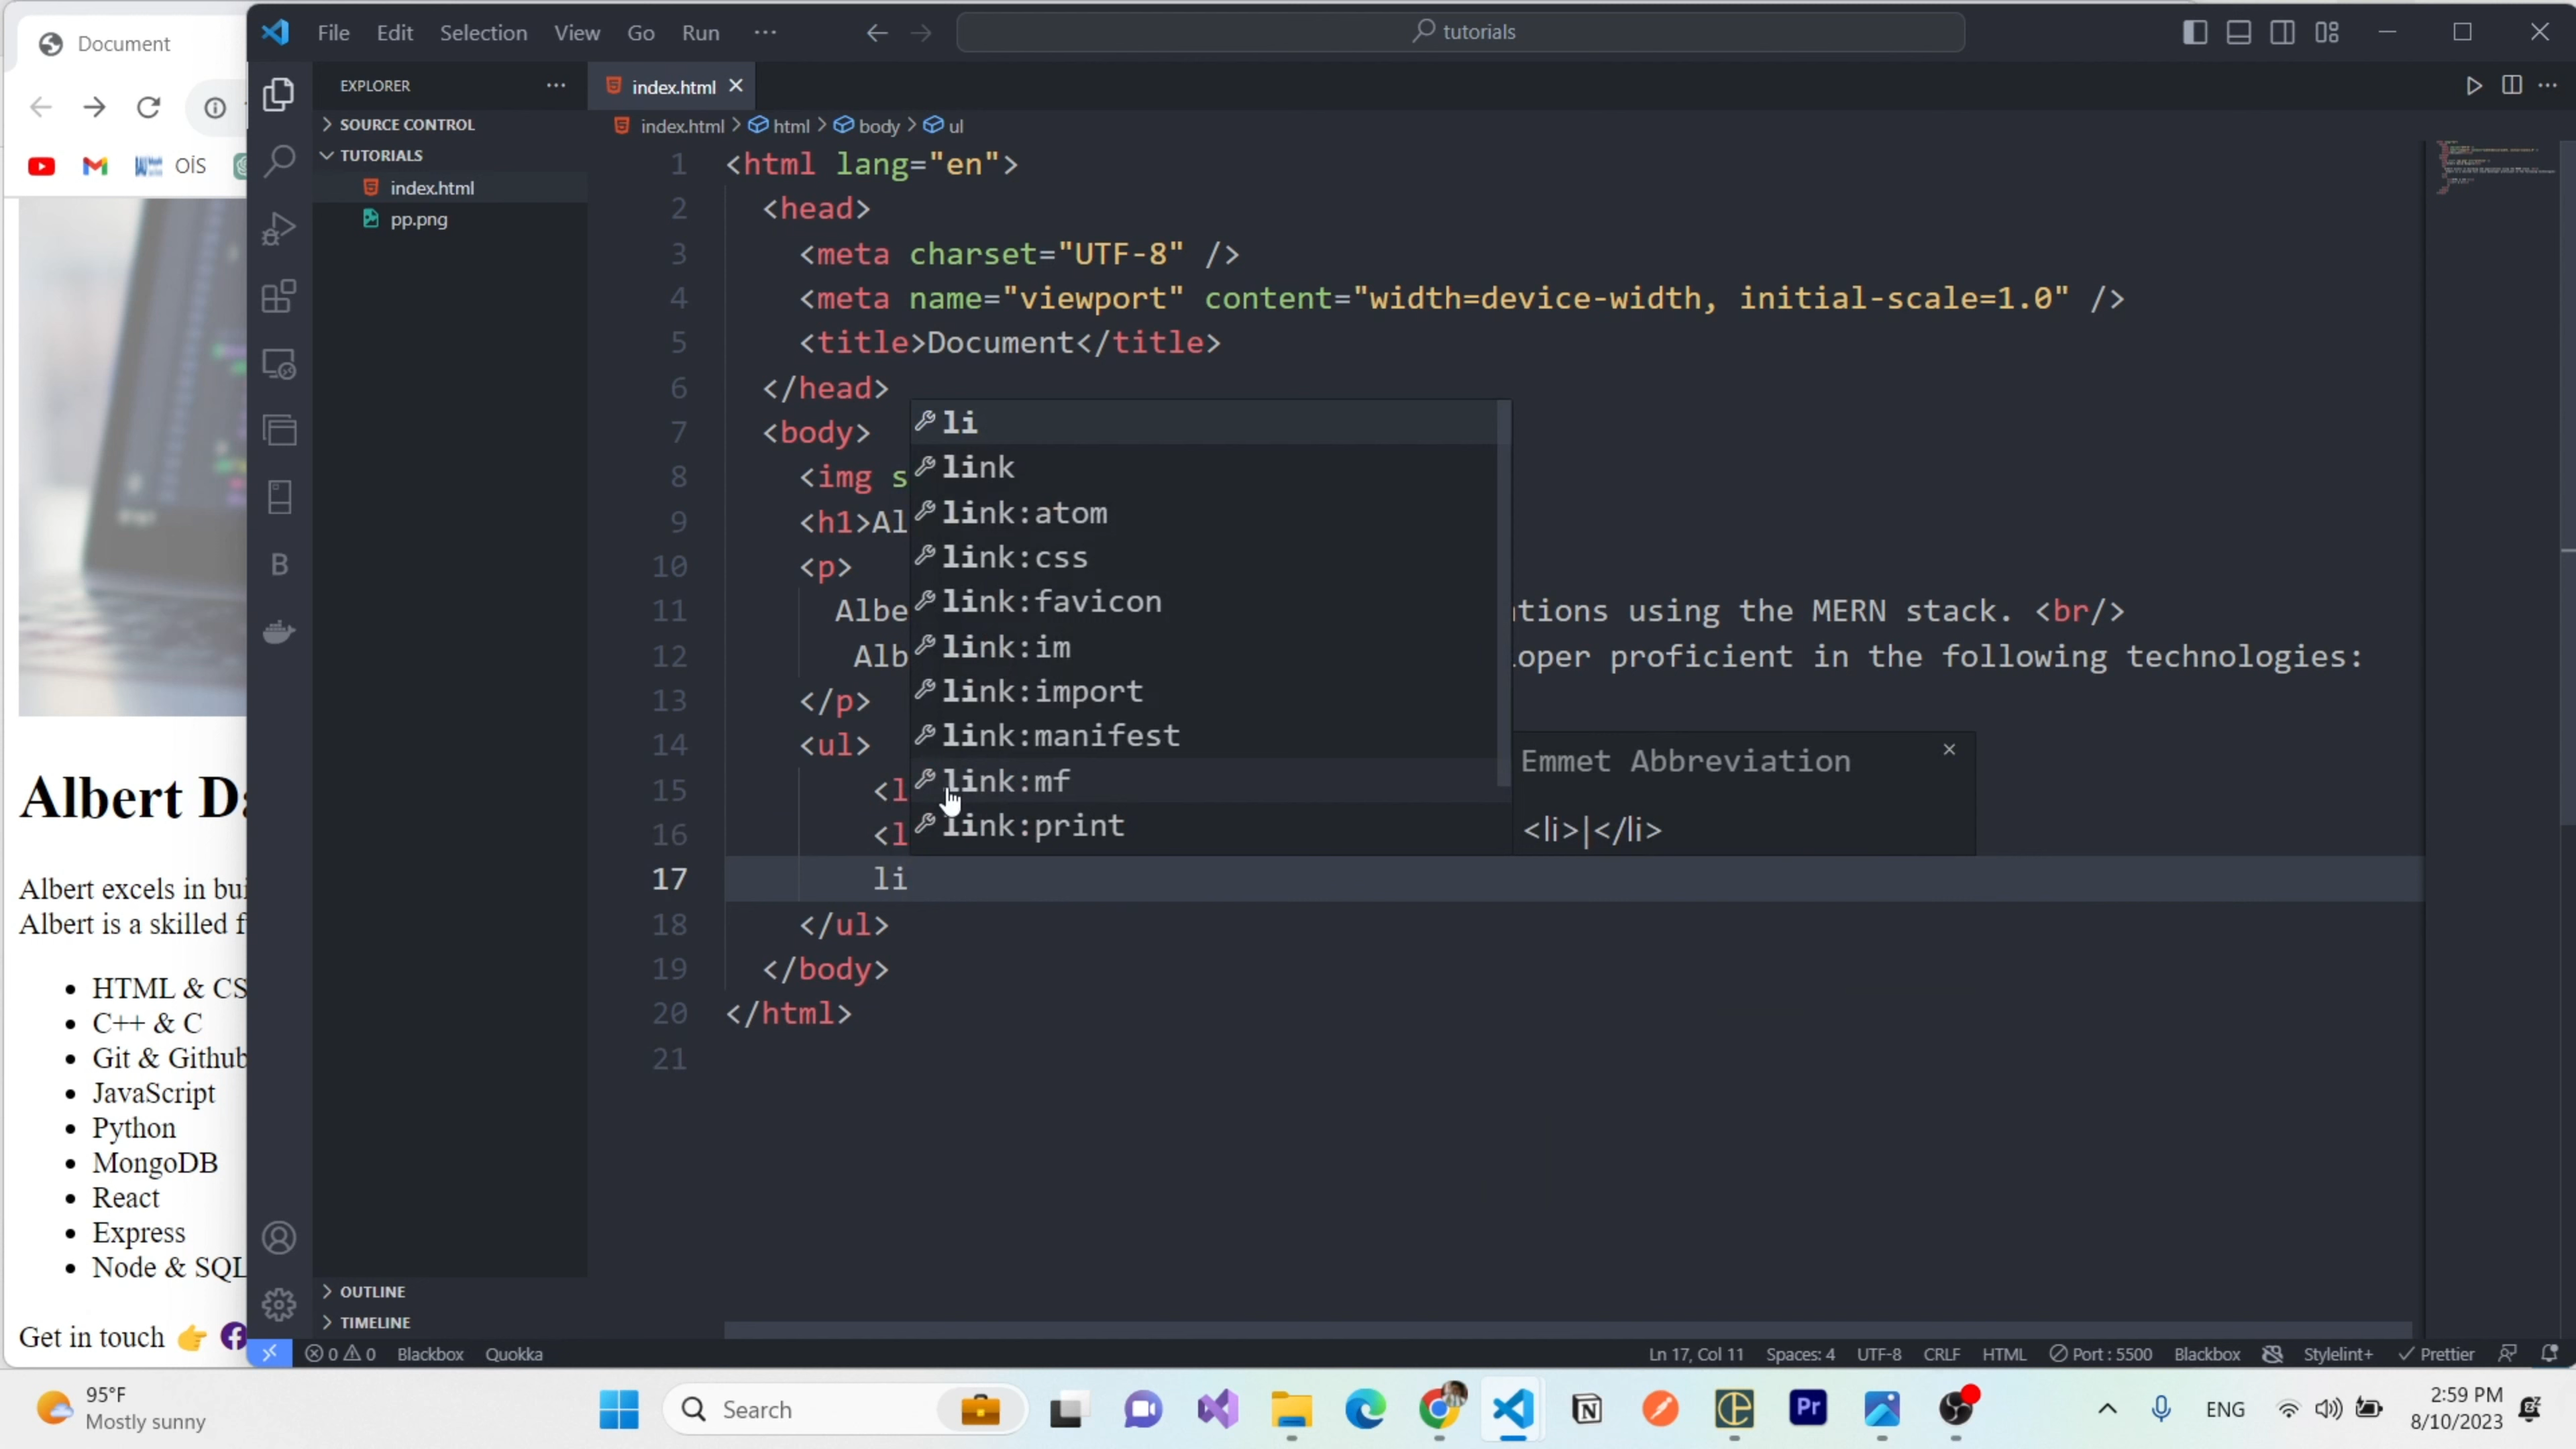 Document
OİS
Albert Da
Albert excels in bui
Albert is a skilled f
HTML & CS
C++ & C
Git & Github
JavaScript
Python
MongoDB
React
Express
Node & SQL
Get in touch 👉
File Edit Selection View Go Run ···
tutorials
EXPLORER ···
SOURCE CONTROL
TUTORIALS
index.html
pp.png
OUTLINE
TIMELINE
B
index.html
index.html > html > body > ul
1 <html lang="en">
2 <head>
3 <meta charset="UTF-8" />
4 <meta name="viewport" content="width=device-width, initial-scale=1.0" />
5 <title>Document</title>
6 </head>
7 <body>
8 <img s
9 <h1>Al
10 <p>
11 Albe tions using the MERN stack. <br/>
12 Alb oper proficient in the following technologies:
13 </p>
14 <ul>
15 <l
16 <l
17 li
18 </ul>
19 </body>
20 </html>
21
li
link
link:atom
link:css
link:favicon
link:im
link:import
link:manifest
link:mf
link:print
Emmet Abbreviation
<li>|</li>
0 0 Blackbox Quokka Ln 17, Col 11 Spaces: 4 UTF-8 CRLF HTML Port : 5500 Blackbox Stylelint+ Prettier
95°F
Mostly sunny
Search
Pr
ENG
2:59 PM
8/10/2023